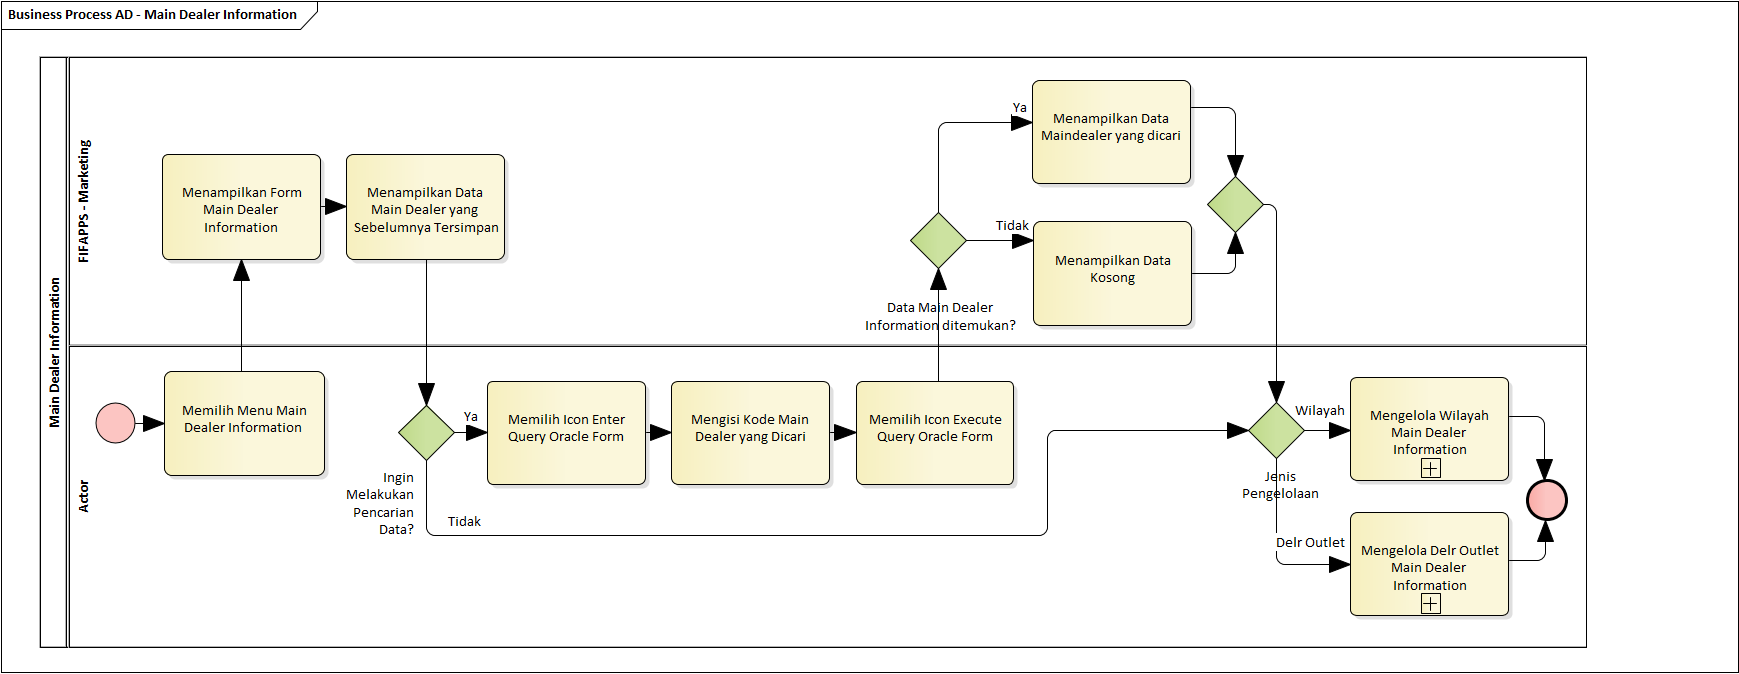 Business Process AD - Main Dealer Information
Main Dealer Information
FIFAPPS - Marketing
Menampilkan Form
Main Dealer
Information
Menampilkan Data
Main Dealer yang
Sebelumnya Tersimpan
Data Main Dealer
Information ditemukan?
Ya
Menampilkan Data
Maindealer yang dicari
Tidak
Menampilkan Data
Kosong
Actor
Memilih Menu Main
Dealer Information
Ingin
Melakukan
Pencarian
Data?
Ya
Memilih Icon Enter
Query Oracle Form
Mengisi Kode Main
Dealer yang Dicari
Memilih Icon Execute
Query Oracle Form
Tidak
Jenis
Pengelolaan
Wilayah
Mengelola Wilayah
Main Dealer
Information
Delr Outlet
Mengelola Delr Outlet
Main Dealer
Information